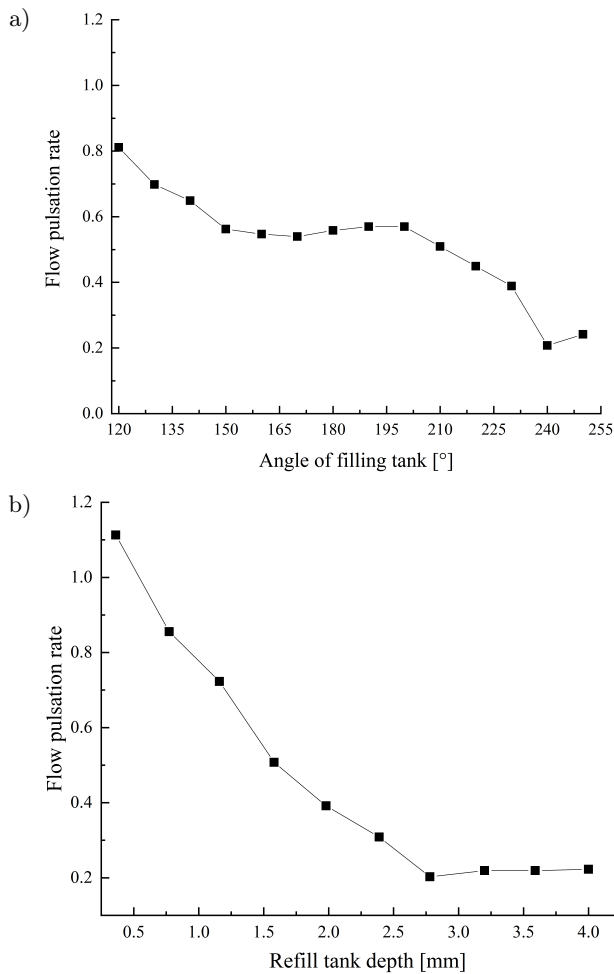 a)
1.2
1.0
0.8
0.6
0.4
0.2
0.0
Flow pulsation rate
120 135 150 165 180 195 210 225 240 255
Angle of filling tank [°]
b)
1.2
1.0
0.8
0.6
0.4
0.2
Flow pulsation rate
0.5 1.0 1.5 2.0 2.5 3.0 3.5 4.0
Refill tank depth [mm]